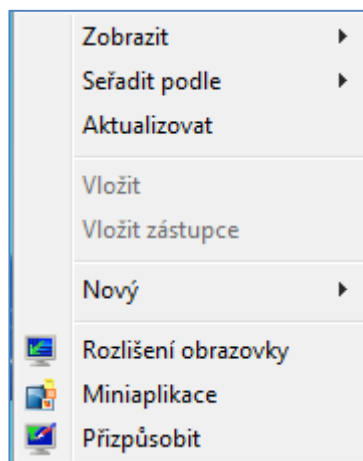 Zobrazit
Seřadit podle
Aktualizovat
Vložit
Vložit zástupce
Nový
Rozlišení obrazovky
Miniaplikace
Přizpůsobit